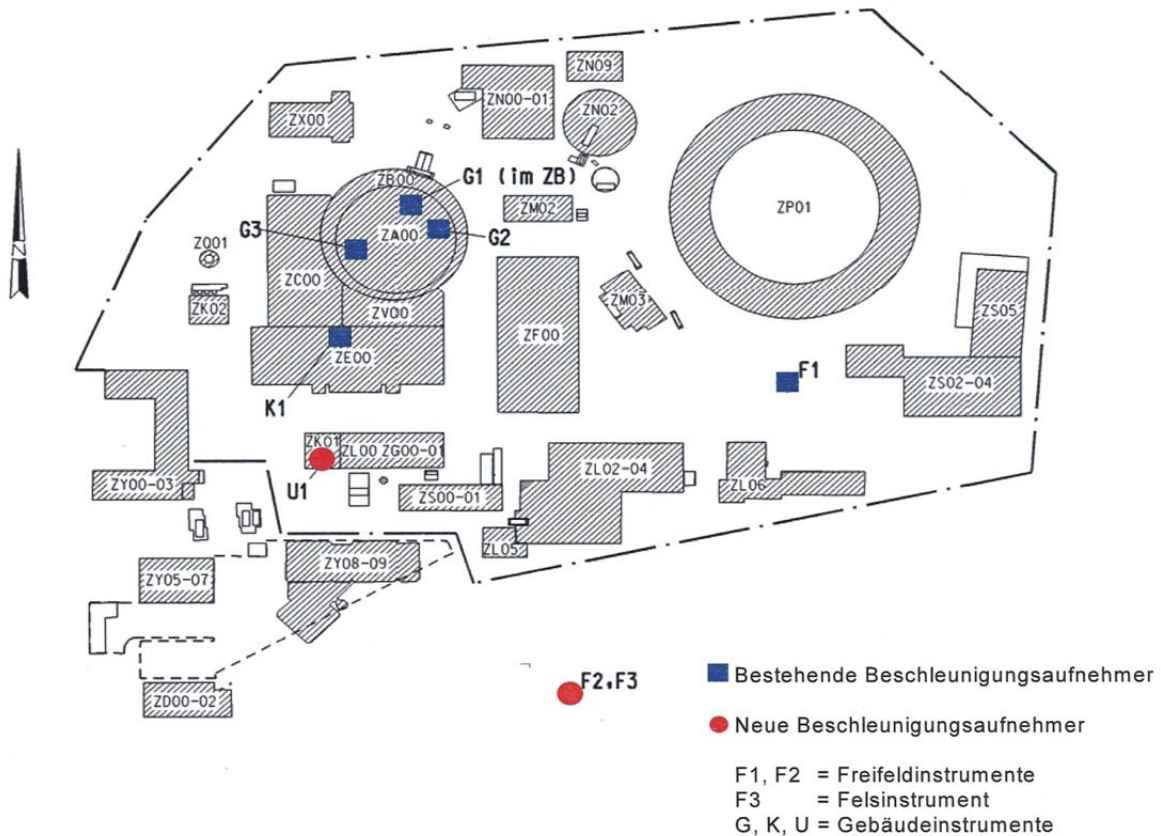 ZN09
ZN00-01
ZN02
ZX00
ZB00
G1 (im ZB)
ZM02
ZP01
G3
ZA00
G2
Z001
ZC00
ZK02
ZM03
ZS05
ZV00
ZF00
N
ZE00
F1
ZS02-04
K1
ZK01
ZL00 ZG00-01
ZL02-04
ZY00-03
U1
ZS00-01
ZL06
ZL05
ZY08-09
ZY05-07
F2,F3
ZD00-02
Bestehende Beschleunigungsaufnehmer
Neue Beschleunigungsaufnehmer
F1, F2 = Freifeldinstrumente
F3 = Felsinstrument
G, K, U = Gebäudeinstrumente